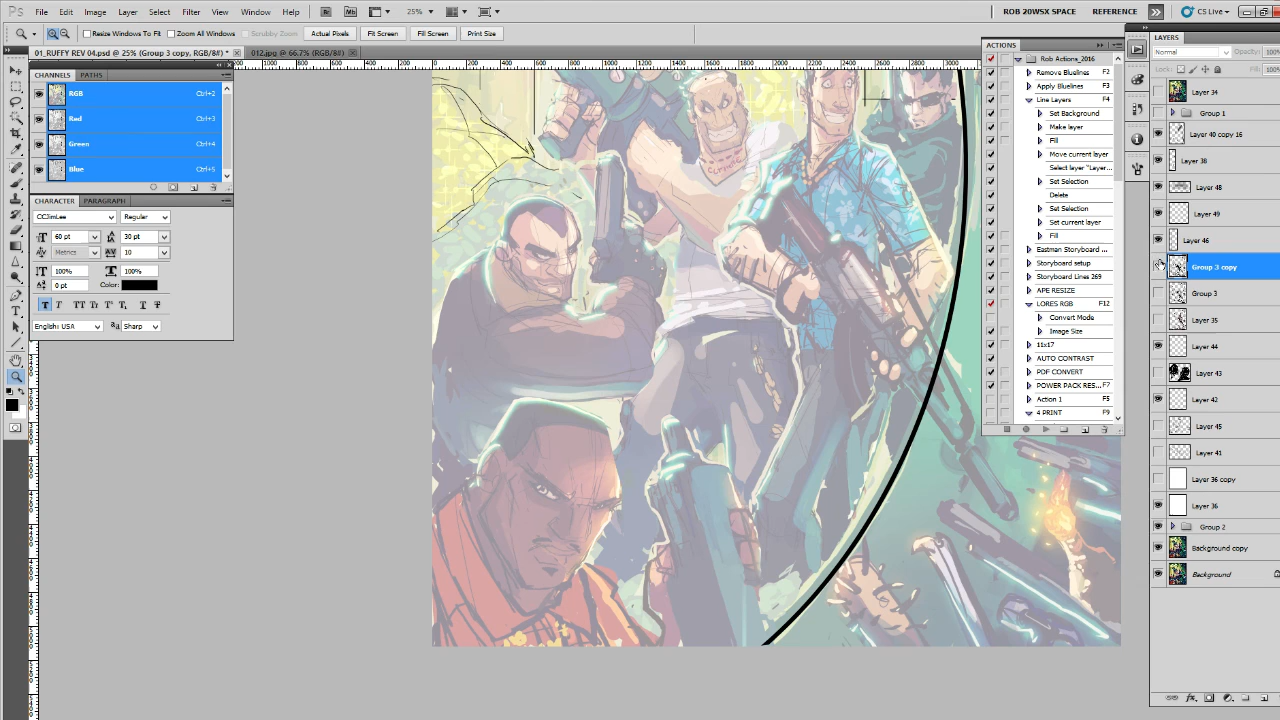 Ps File Edit Image Layer Select Filter View Window Help Br Mb 25% ROB 20WSX SPACE REFERENCE CS Live
Resize Windows To Fit Zoom All Windows Scrubby Zoom Actual Pixels Fit Screen Fill Screen Print Size
01_RUFFY REV 04.psd @ 25% (Group 3 copy, RGB/8#) * 012.jpg @ 66.7% (RGB/8#)
CHANNELS PATHS
RGB Ctrl+2
Red Ctrl+3
Green Ctrl+4
Blue Ctrl+5
CHARACTER PARAGRAPH
CCJimLee Regular
60 pt 30 pt
Metrics 10
100% 100%
0 pt Color:
English: USA Sharp
ACTIONS
Rob Actions_2016
Remove Bluelines F2
Apply Bluelines F3
Line Layers F4
Set Background
Make layer
Fill
Move current layer
Select layer "Layer...
Set Selection
Delete
Set Selection
Set current layer
Fill
Eastman Storyboard ...
Storyboard setup
Storyboard Lines 269
APE RESIZE
LORES RGB F12
Convert Mode
Image Size
11x17
AUTO CONTRAST
PDF CONVERT
POWER PACK RES... F7
Action 1 F5
4 PRINT F9
LAYERS
Normal Opacity: 100%
Lock: Fill: 100%
Layer 34
Group 1
Layer 40 copy 16
Layer 38
Layer 48
Layer 49
Layer 46
Group 3 copy
Group 3
Layer 35
Layer 44
Layer 43
Layer 42
Layer 45
Layer 41
Layer 36 copy
Layer 36
Group 2
Background copy
Background